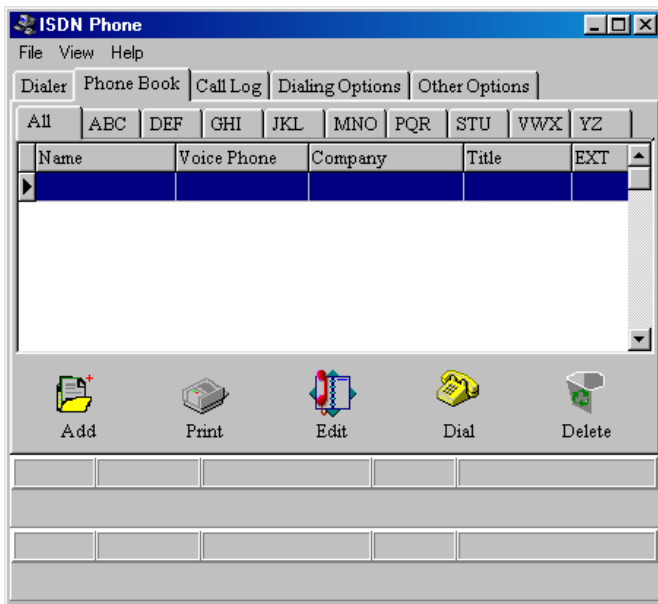 ISDN Phone
File View Help
Dialer Phone Book Call Log Dialing Options Other Options
All ABC DEF GHI JKL MNO PQR STU VWX YZ
Name Voice Phone Company Title EXT
Add Print Edit Dial Delete